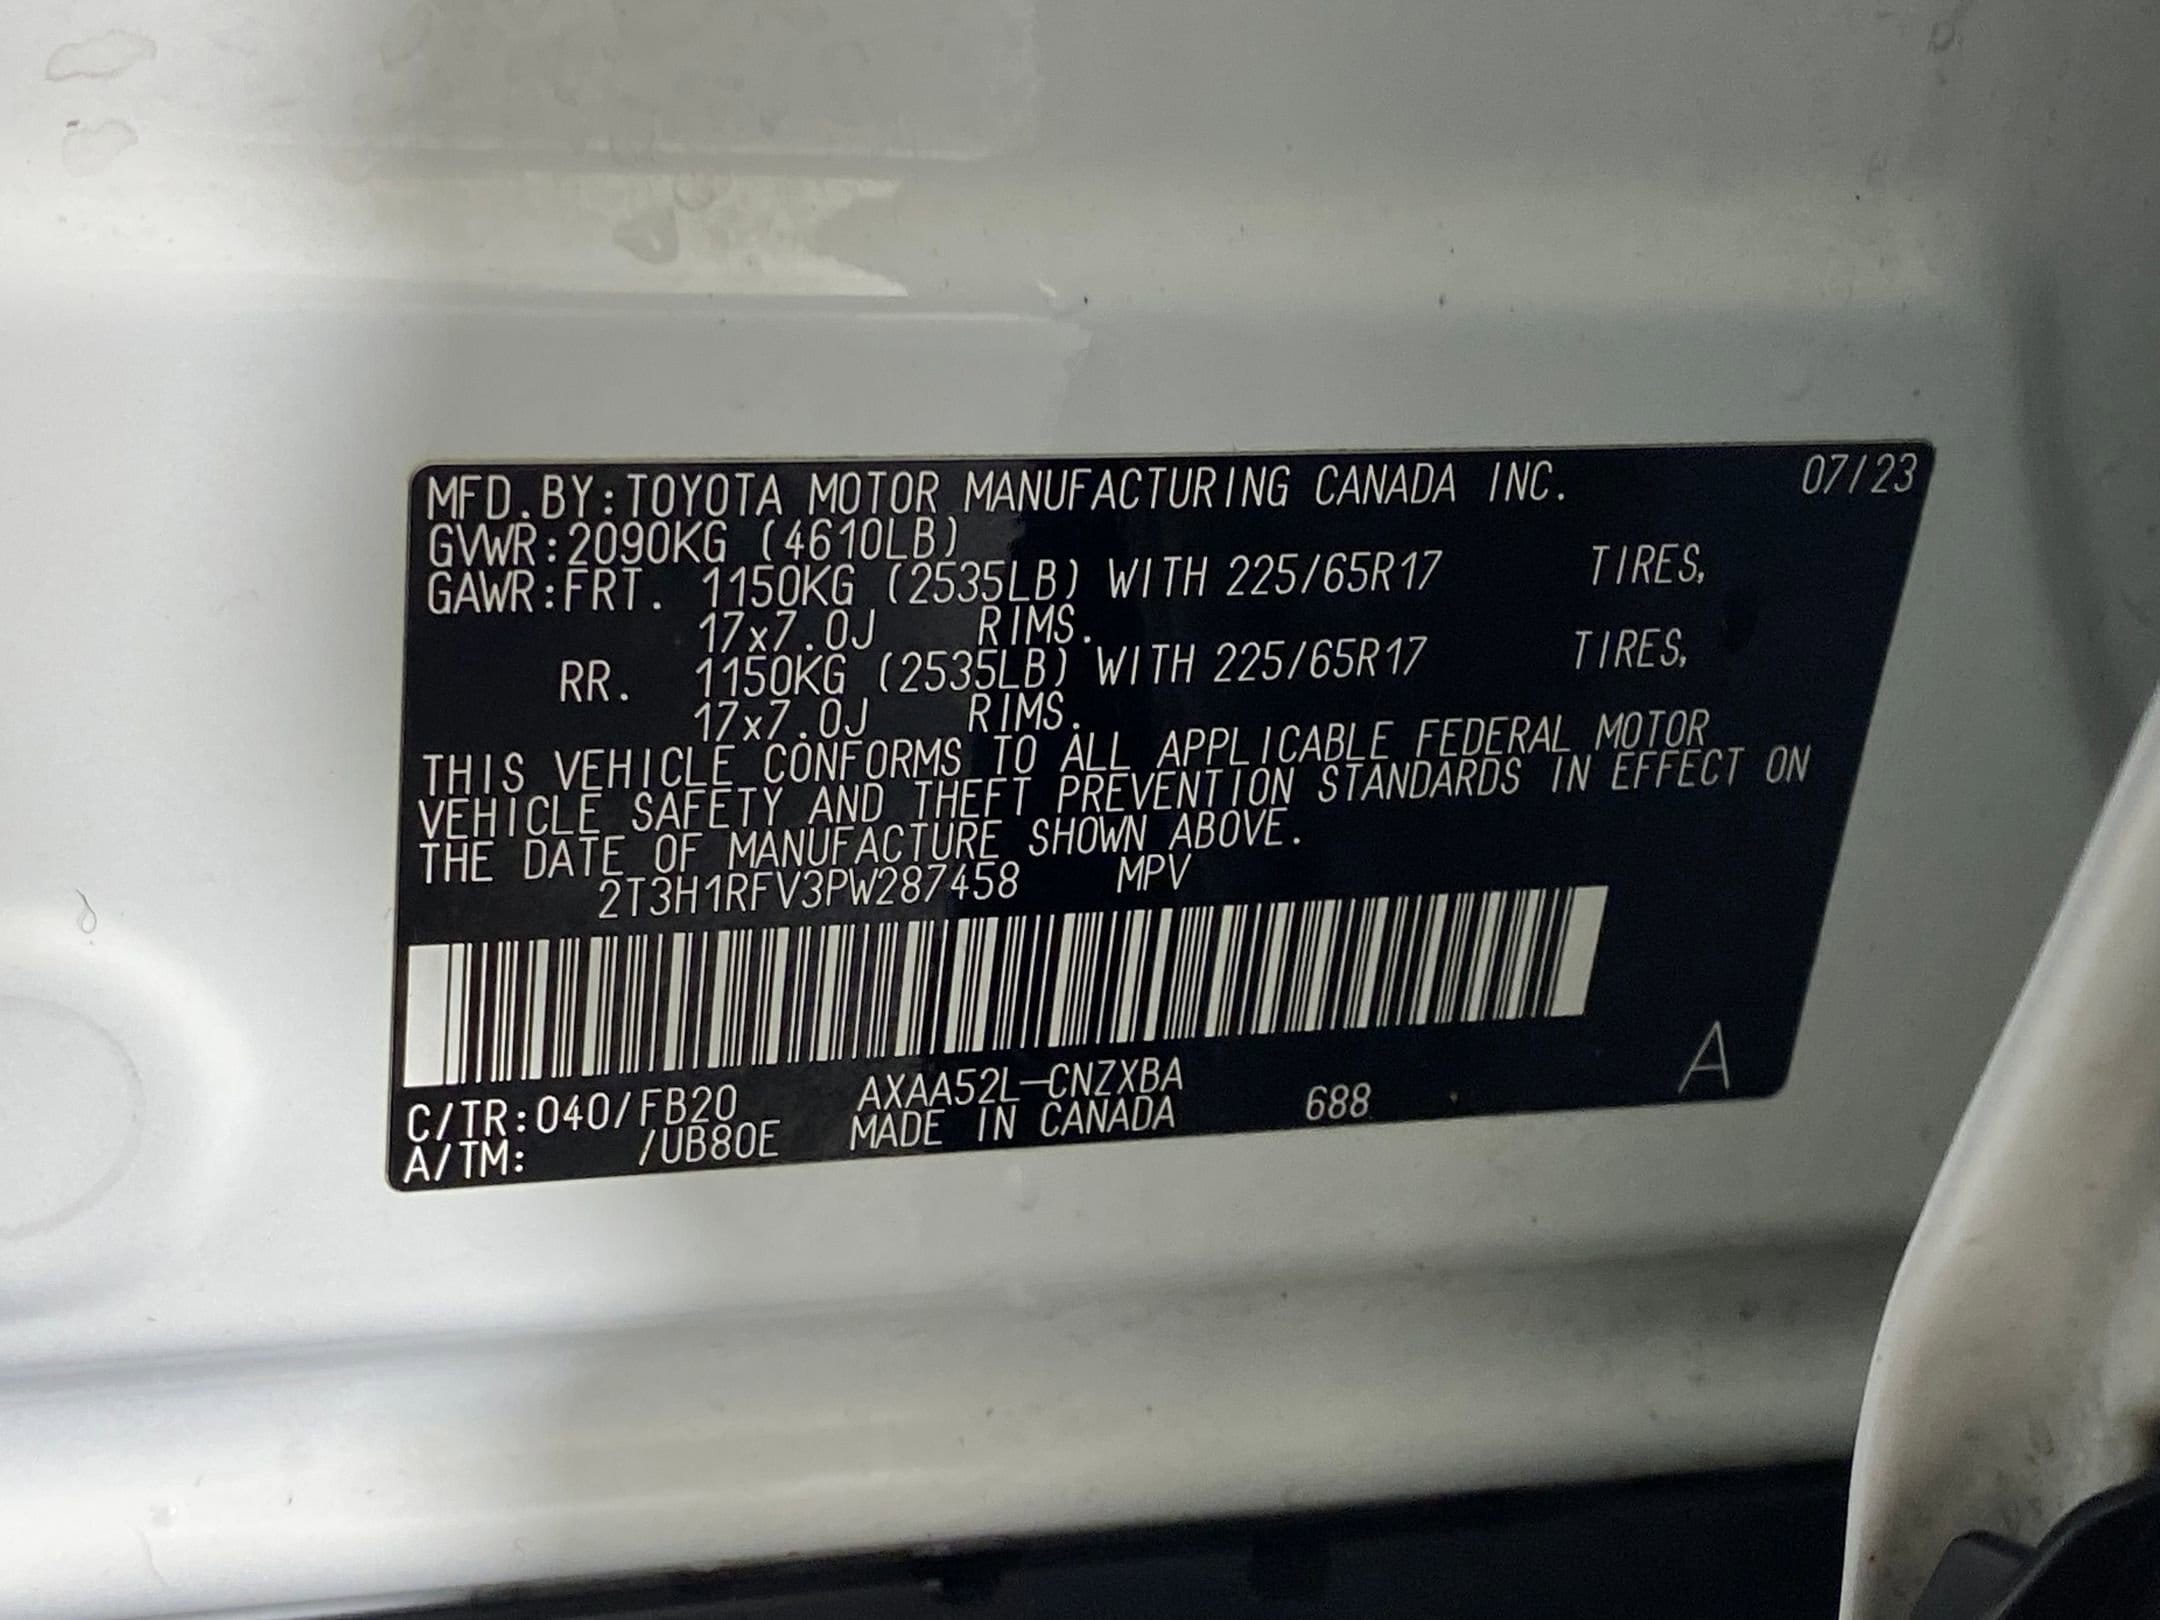 MFD.BY:TOYOTA MOTOR MANUFACTURING CANADA INC. 07/23
GVWR:2090KG (4610LB)
GAWR:FRT. 1150KG (2535LB) WITH 225/65R17 TIRES,
17x7.0J RIMS.
RR. 1150KG (2535LB) WITH 225/65R17 TIRES,
17x7.0J RIMS.
THIS VEHICLE CONFORMS TO ALL APPLICABLE FEDERAL MOTOR
VEHICLE SAFETY AND THEFT PREVENTION STANDARDS IN EFFECT ON
THE DATE OF MANUFACTURE SHOWN ABOVE.
2T3H1RFV3PW287458 MPV
C/TR:040/FB20 AXAA52L-CNZXBA A
A/TM: /UB80E MADE IN CANADA 688